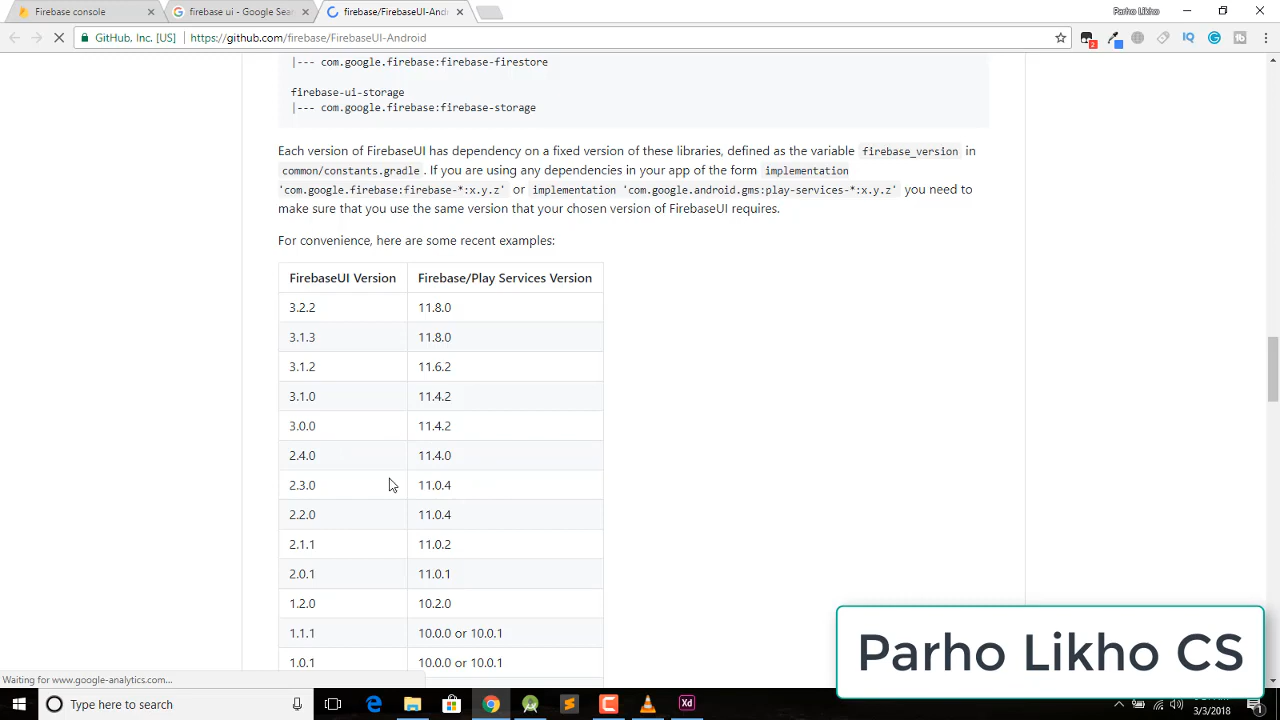 Firebase console
firebase ui - Google Sea
firebase/FirebaseUI-And
Parho Likho
GitHub, Inc. [US]
https://github.com/firebase/FirebaseUI-Android
2
|--- com.google.firebase:firebase-firestore
firebase-ui-storage
|--- com.google.firebase:firebase-storage
Each version of FirebaseUI has dependency on a fixed version of these libraries, defined as the variable firebase_version in
common/constants.gradle . If you are using any dependencies in your app of the form implementation
'com.google.firebase:firebase-*:x.y.z' or implementation 'com.google.android.gms:play-services-*:x.y.z' you need to
make sure that you use the same version that your chosen version of FirebaseUI requires.
For convenience, here are some recent examples:
FirebaseUI Version Firebase/Play Services Version
3.2.2 11.8.0
3.1.3 11.8.0
3.1.2 11.6.2
3.1.0 11.4.2
3.0.0 11.4.2
2.4.0 11.4.0
2.3.0 11.0.4
2.2.0 11.0.4
2.1.1 11.0.2
2.0.1 11.0.1
1.2.0 10.2.0
1.1.1 10.0.0 or 10.0.1
1.0.1 10.0.0 or 10.0.1
Parho Likho CS
Waiting for www.google-analytics.com...
Type here to search
Xd
3/3/2018